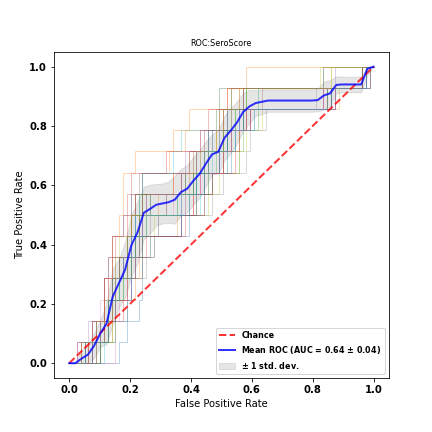 ROC:SeroScore
True Positive Rate
1.0
0.8
0.6
0.4
0.2
0.0
Chance
Mean ROC (AUC = 0.64 ± 0.04)
± 1 std. dev.
0.0 0.2 0.4 0.6 0.8 1.0
False Positive Rate